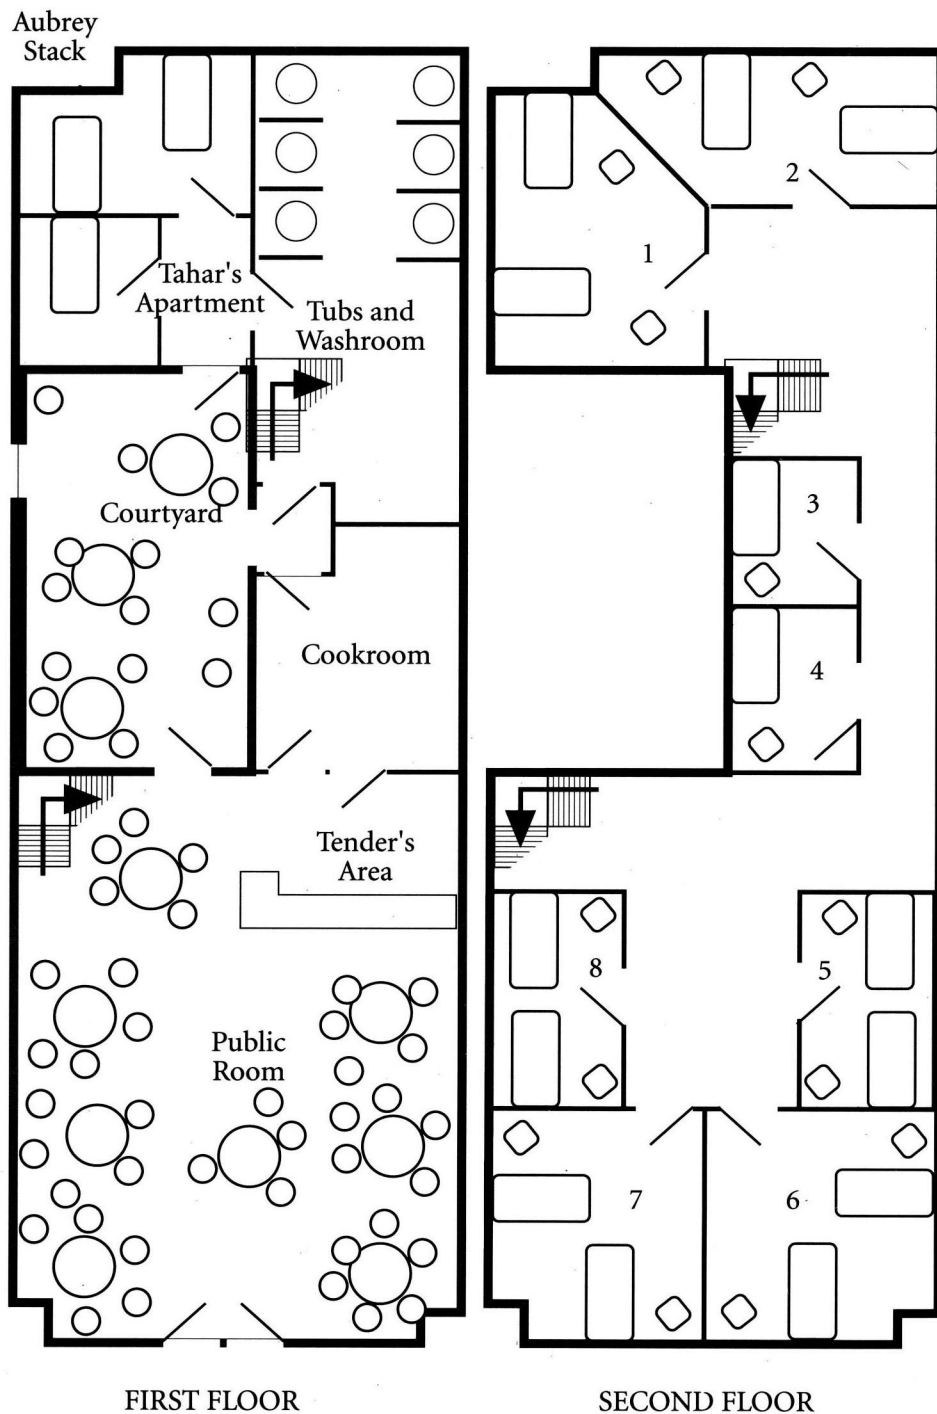 Aubrey
Stack
Tahar's
Apartment
Tubs and
Washroom
Courtyard
Cookroom
Tender's
Area
Public
Room
FIRST FLOOR
1
2
3
4
5
6
7
8
SECOND FLOOR